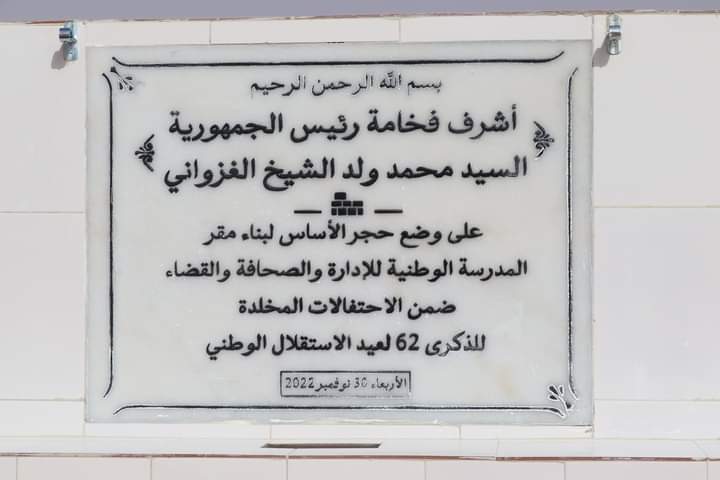 بسم الله الرحمن الرحيم
أشرف فخامة رئيس الجمهورية
السيد محمد ولد الشيخ الغزواني
على وضع حجر الأساس لبناء مقر
المدرسة الوطنية للإدارة والصحافة والقضاء
ضمن الاحتفالات المخلدة
للذكرى 62 لعيد الاستقلال الوطني
الأربعاء 30 نوفمبر 2022